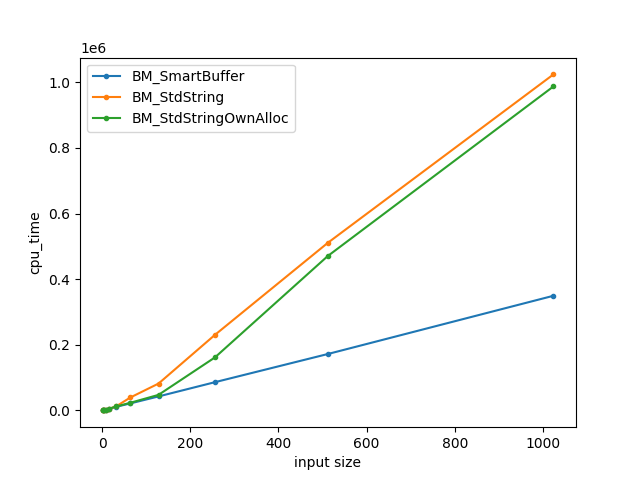 1e6
BM_SmartBuffer
BM_StdString
BM_StdStringOwnAlloc
1.0
0.8
0.6
0.4
0.2
0.0
cpu_time
0 200 400 600 800 1000
input size